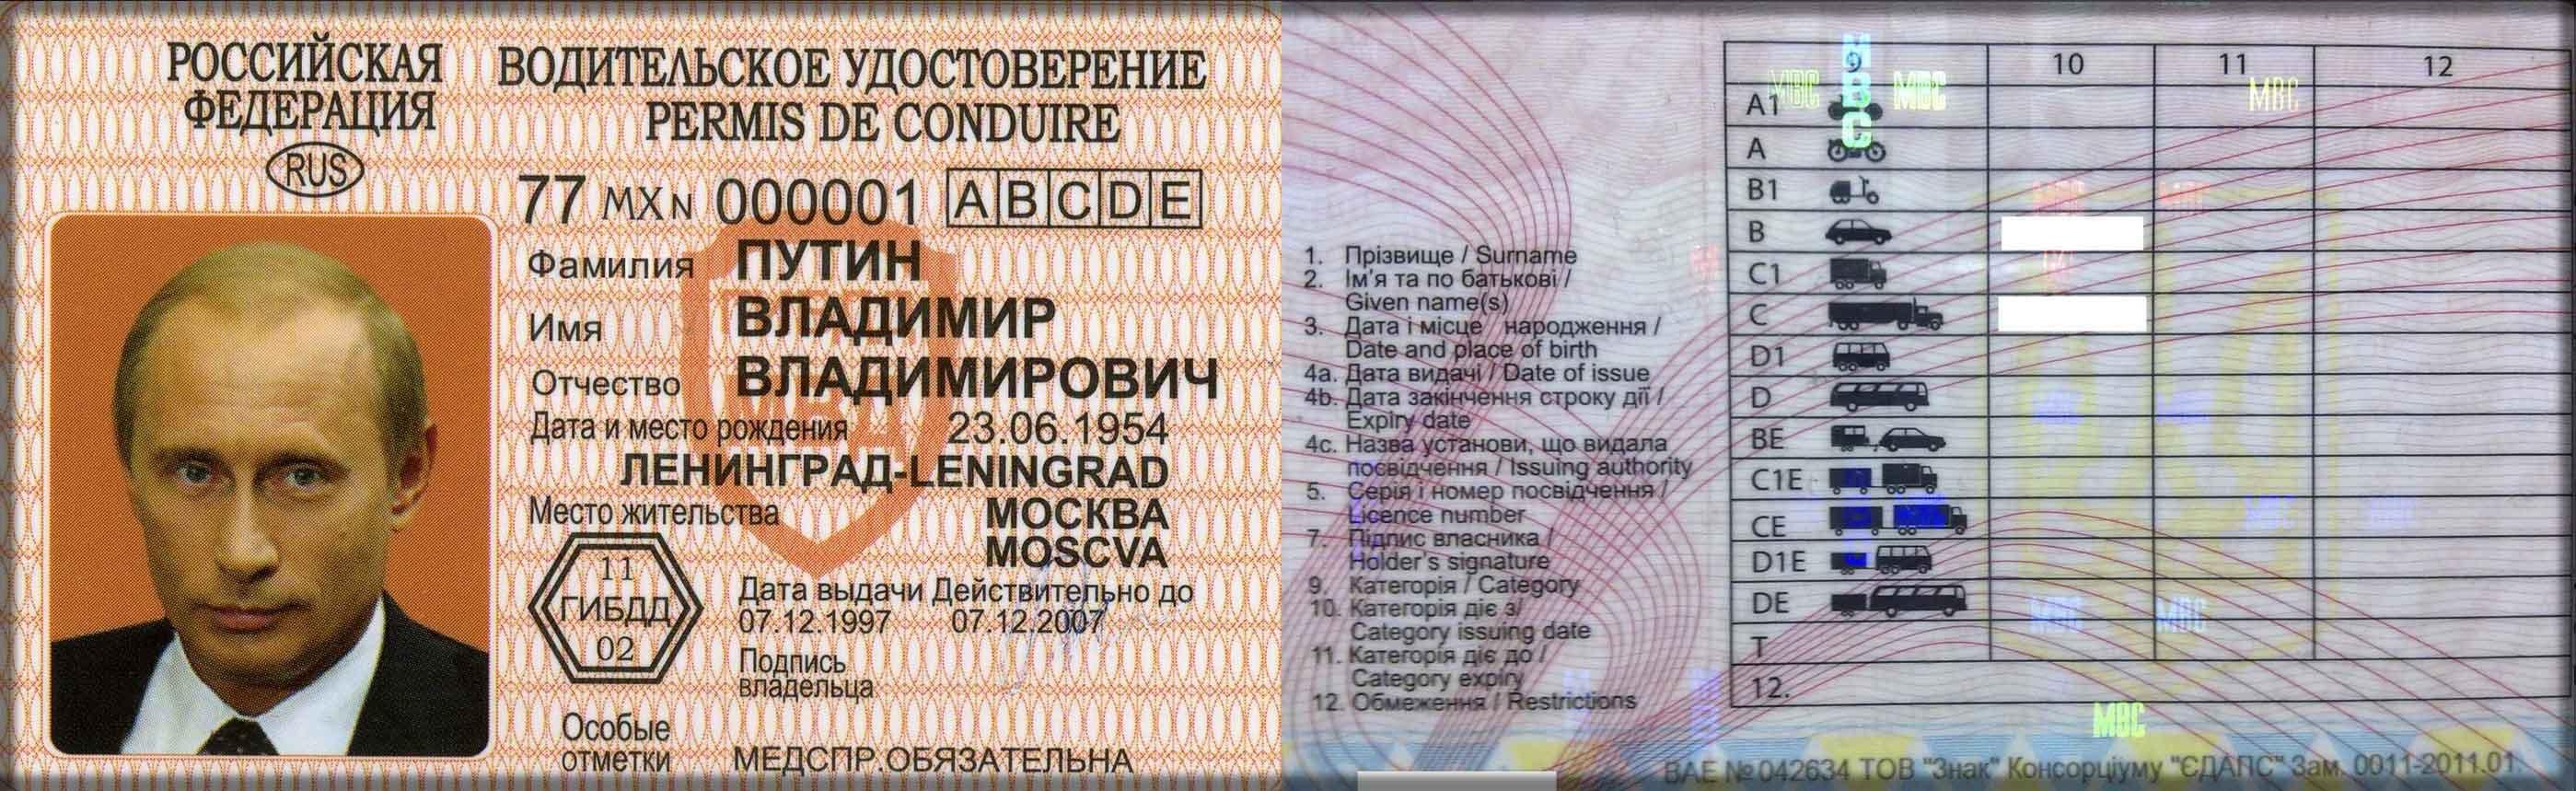 РОССИЙСКАЯ
ФЕДЕРАЦИЯ
RUS
ВОДИТЕЛЬСКОЕ УДОСТОВЕРЕНИЕ
PERMIS DE CONDUIRE
77 МХ N 000001 A B C D E
Фамилия ПУТИН
Имя ВЛАДИМИР
Отчество ВЛАДИМИРОВИЧ
Дата и место рождения 23.06.1954
ЛЕНИНГРАД-LENINGRAD
Место жительства МОСКВА
MOSCVA
11
ГИБДД
02
Дата выдачи Действительно до
07.12.1997 07.12.2007
Подпись
владельца
Особые
отметки МЕДСПР.ОБЯЗАТЕЛЬНА
1. Прізвище / Surname
2. Ім'я та по батькові /
Given name(s)
3. Дата і місце народження /
Date and place of birth
4a. Дата видачі / Date of issue
4b. Дата закінчення строку дії /
Expiry date
4c. Назва установи, що видала
посвідчення / Issuing authority
5. Серія і номер посвідчення /
Licence number
7. Підпис власника /
Holder's signature
9. Категорія / Category
10. Категорія діє з/
Category issuing date
11. Категорія діє до /
Category expiry
12. Обмеження / Restrictions
9 10 11 12
A1
A
B1
B
C1
C
D1
D
BE
C1E
CE
D1E
DE
T
12.
МВС
МВС
МВС
МВС
МВС
ВАЕ №042634 ТОВ "Знак" Консорціуму "ЄДАПС" Зам. 0011-2011.01